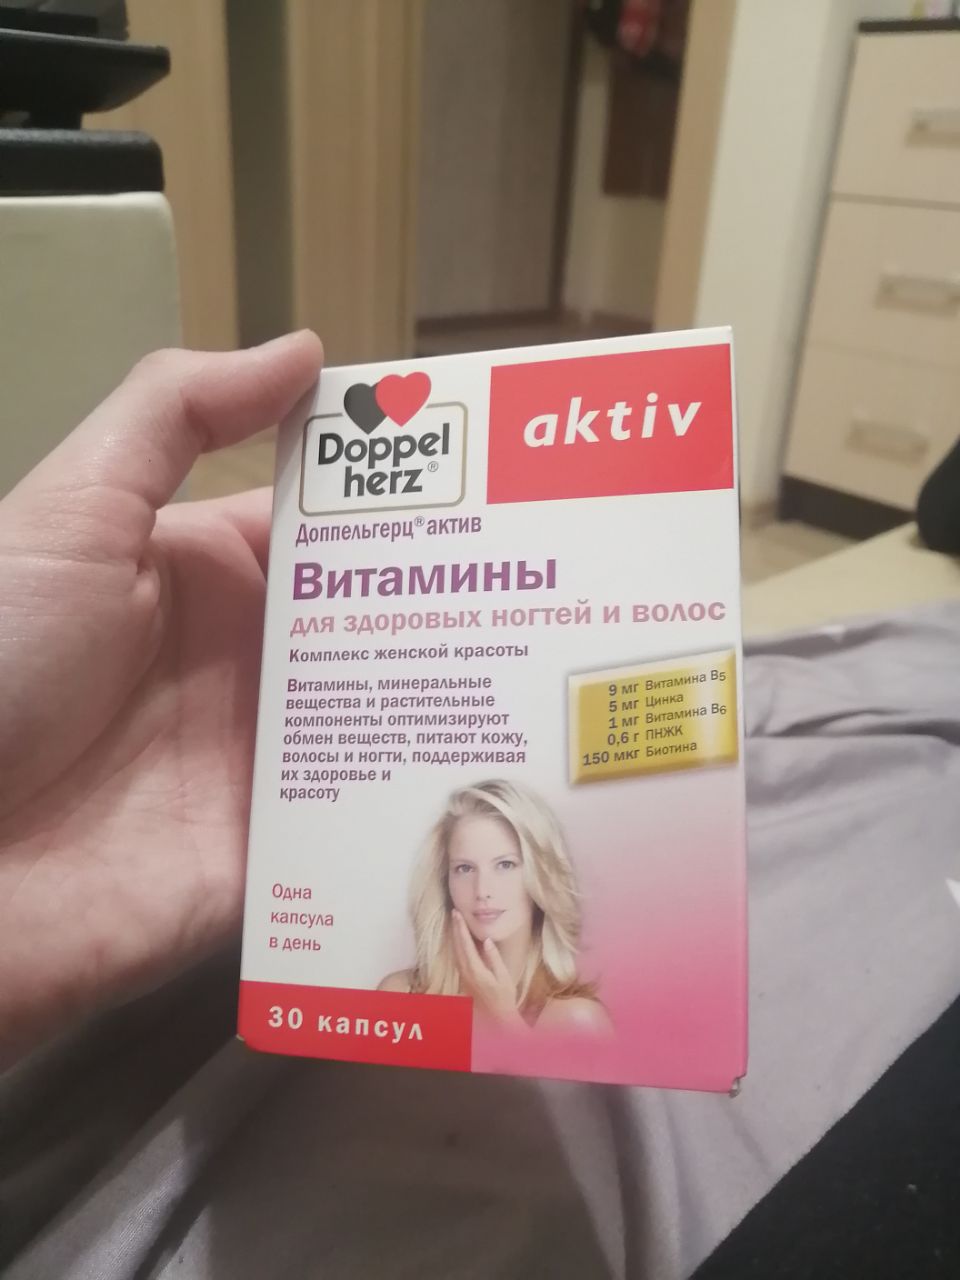 Doppel
herz®
aktiv
Доппельгерц® актив
Витамины
для здоровых ногтей и волос
Комплекс женской красоты
Витамины, минеральные
вещества и растительные
компоненты оптимизируют
обмен веществ, питают кожу,
волосы и ногти, поддерживая
их здоровье и
красоту
9 мг Витамина B5
5 мг Цинка
1 мг Витамина B6
0,6 г ПНЖК
150 мкг Биотина
Одна
капсула
в день
30 капсул